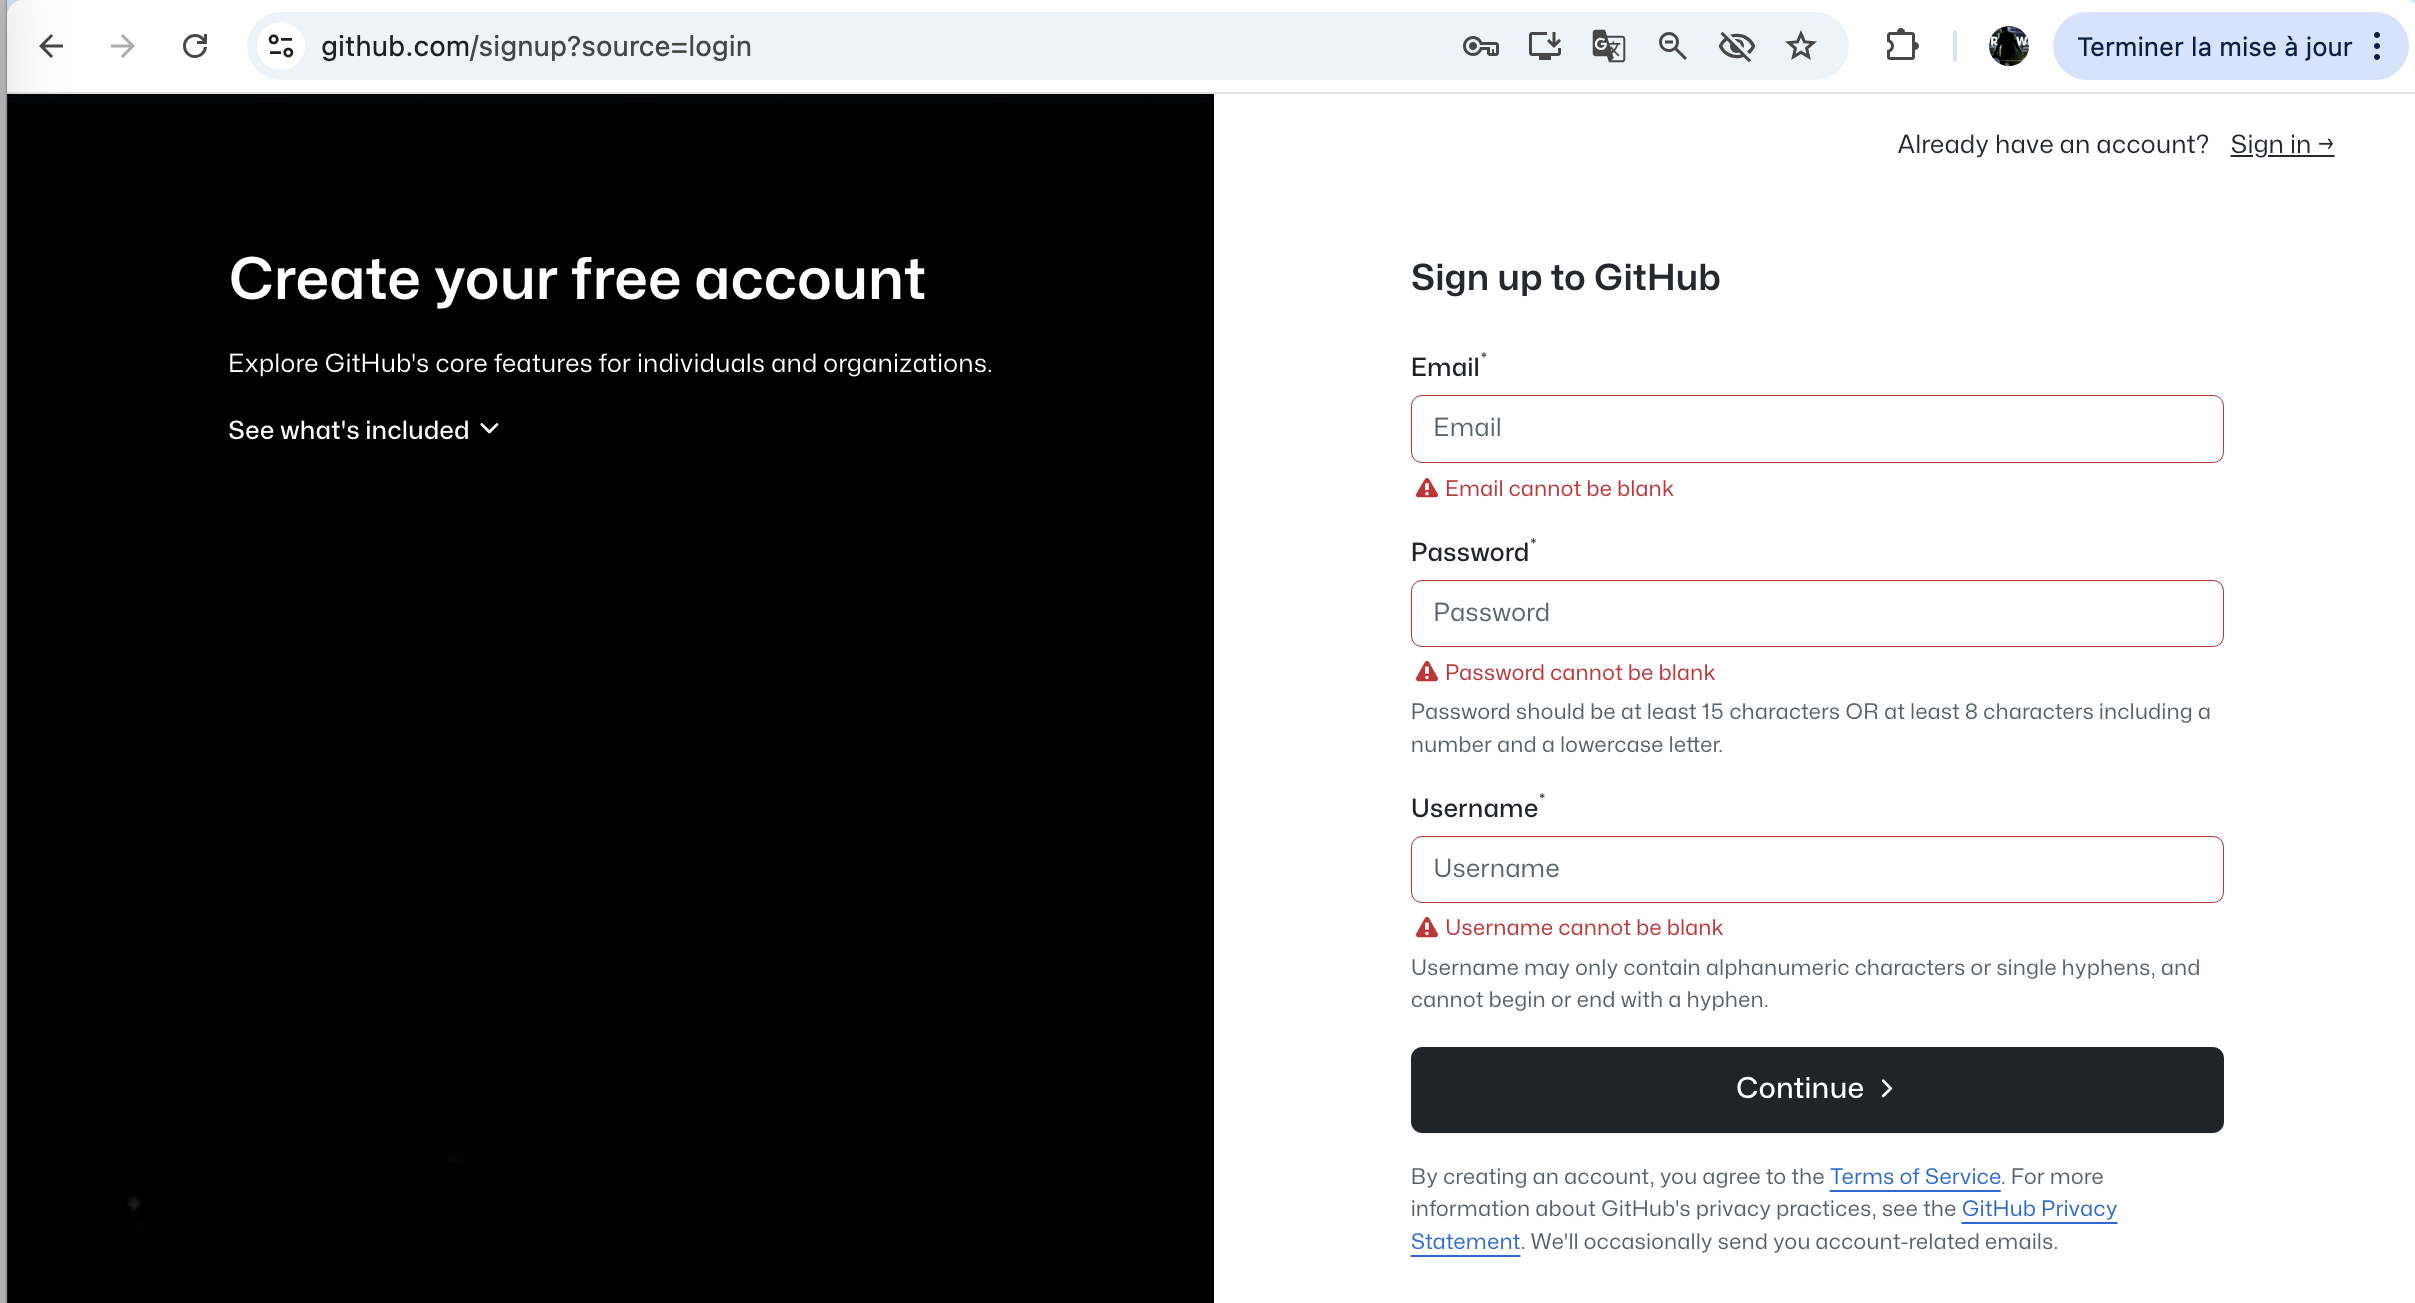 github.com/signup?source=login
Terminer la mise à jour
Already have an account? Sign in →
Create your free account
Explore GitHub's core features for individuals and organizations.
See what's included
Sign up to GitHub
Email*
Email
Email cannot be blank
Password*
Password
Password cannot be blank
Password should be at least 15 characters OR at least 8 characters including a
number and a lowercase letter.
Username*
Username
Username cannot be blank
Username may only contain alphanumeric characters or single hyphens, and
cannot begin or end with a hyphen.
Continue
By creating an account, you agree to the Terms of Service. For more
information about GitHub's privacy practices, see the GitHub Privacy
Statement. We'll occasionally send you account-related emails.